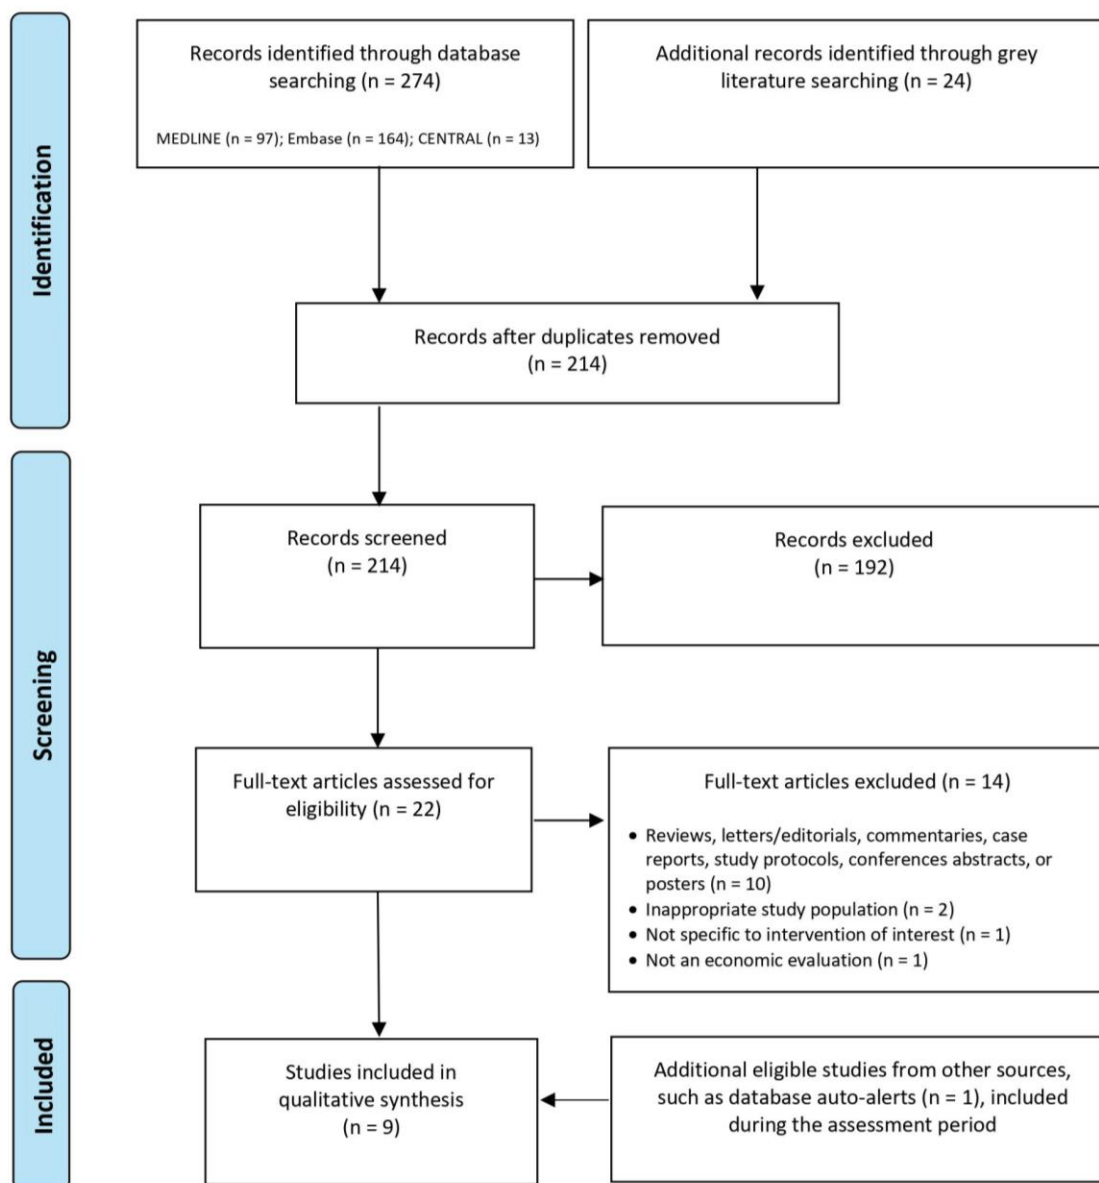 Identification
Records identified through database
searching (n = 274)
MEDLINE (n = 97); Embase (n = 164); CENTRAL (n = 13)
Additional records identified through grey
literature searching (n = 24)
Records after duplicates removed
(n = 214)
Screening
Records screened
(n = 214)
Records excluded
(n = 192)
Full-text articles assessed for
eligibility (n = 22)
Full-text articles excluded (n = 14)
• Reviews, letters/editorials, commentaries, case
reports, study protocols, conferences abstracts, or
posters (n = 10)
• Inappropriate study population (n = 2)
• Not specific to intervention of interest (n = 1)
• Not an economic evaluation (n = 1)
Included
Studies included in
qualitative synthesis
(n = 9)
Additional eligible studies from other sources,
such as database auto-alerts (n = 1), included
during the assessment period